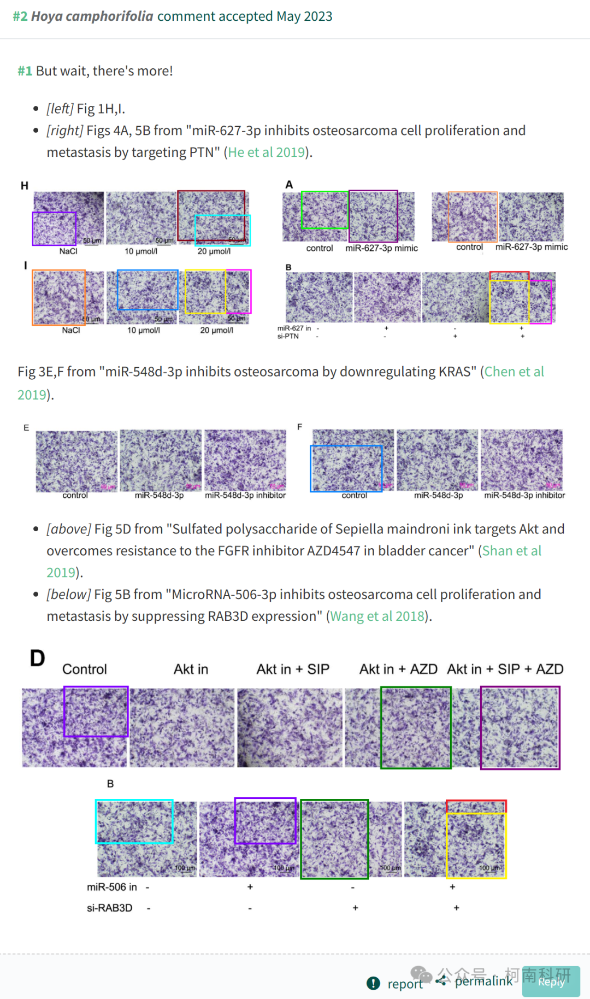 #2 Hoya camphorifolia comment accepted May 2023
#1 But wait, there's more!
[left] Fig 1H,I.
[right] Figs 4A, 5B from "miR-627-3p inhibits osteosarcoma cell proliferation and
metastasis by targeting PTN" (He et al 2019).
H
50 μm 50 μm 50 μm
NaCl 10 μmol/l 20 μmol/l
A
control miR-627-3p mimic control miR-627-3p mimic
I
50 μm 50 μm
NaCl 10 μmol/l 20 μmol/l
B
miR-627 in - + - +
si-PTN - - + +
Fig 3E,F from "miR-548d-3p inhibits osteosarcoma by downregulating KRAS" (Chen et al
2019).
E
50 μm 50 μm
control miR-548d-3p miR-548d-3p inhibitor
F
control miR-548d-3p miR-548d-3p inhibitor
[above] Fig 5D from "Sulfated polysaccharide of Sepiella maindroni ink targets Akt and
overcomes resistance to the FGFR inhibitor AZD4547 in bladder cancer" (Shan et al
2019).
[below] Fig 5B from "MicroRNA-506-3p inhibits osteosarcoma cell proliferation and
metastasis by suppressing RAB3D expression" (Wang et al 2018).
D
Control Akt in Akt in + SIP Akt in + AZD Akt in + SIP + AZD
B
100 μm 100 μm 100 μm 100 μm
miR-506 in - + - +
si-RAB3D - - + +
report permalink Reply
公众号 · 柯南科研